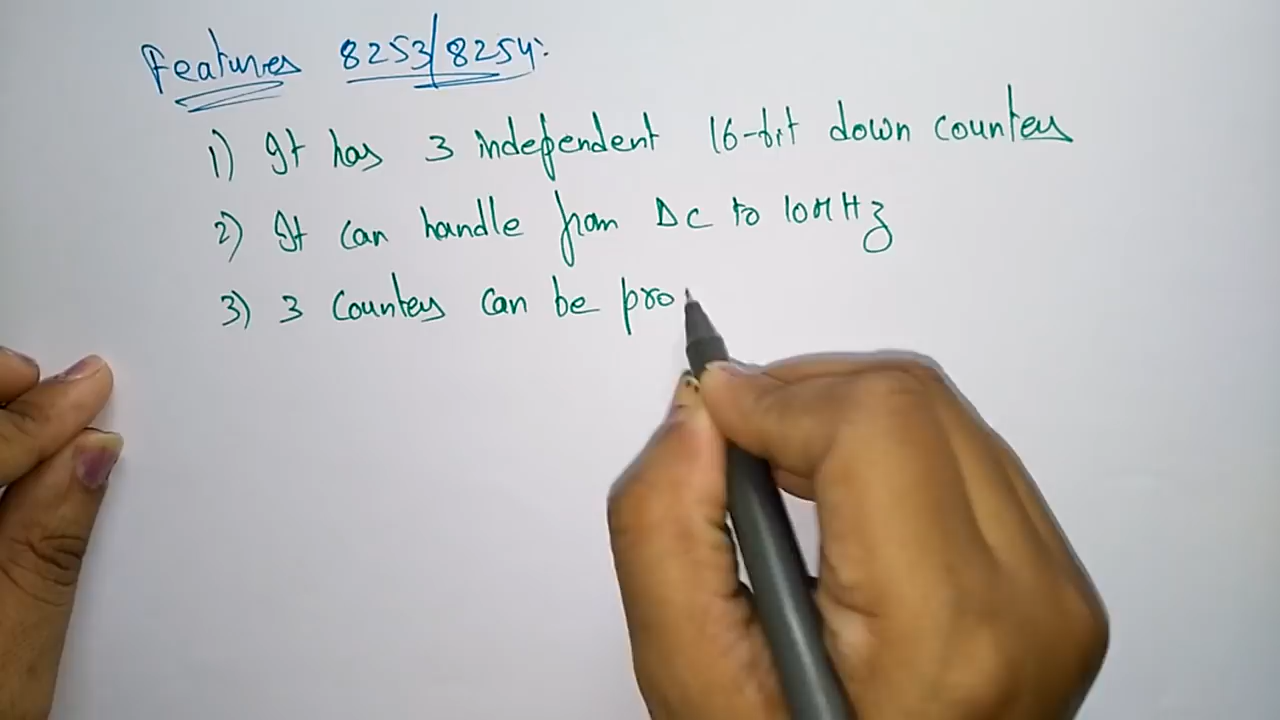 Features 8253/8254:
1) It has 3 independent 16-bit down counters
2) It can handle from DC to 10MHz
3) 3 Counters can be pro